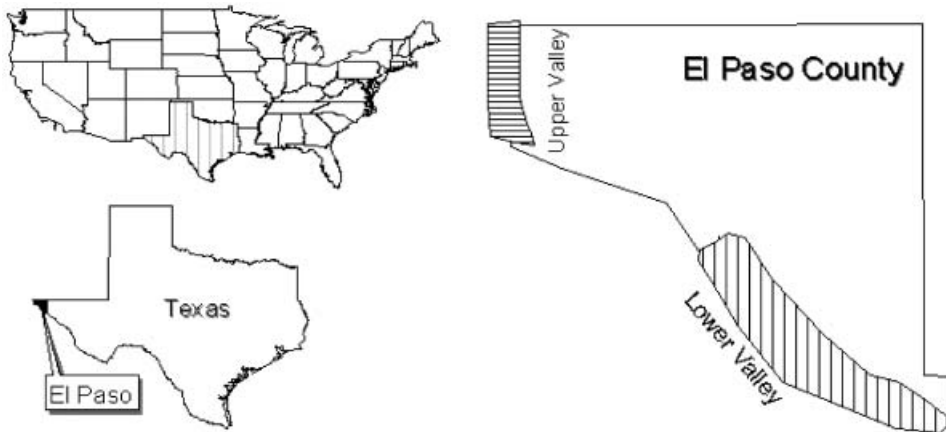 Upper Valley
El Paso County
Texas
El Paso
Lower Valley